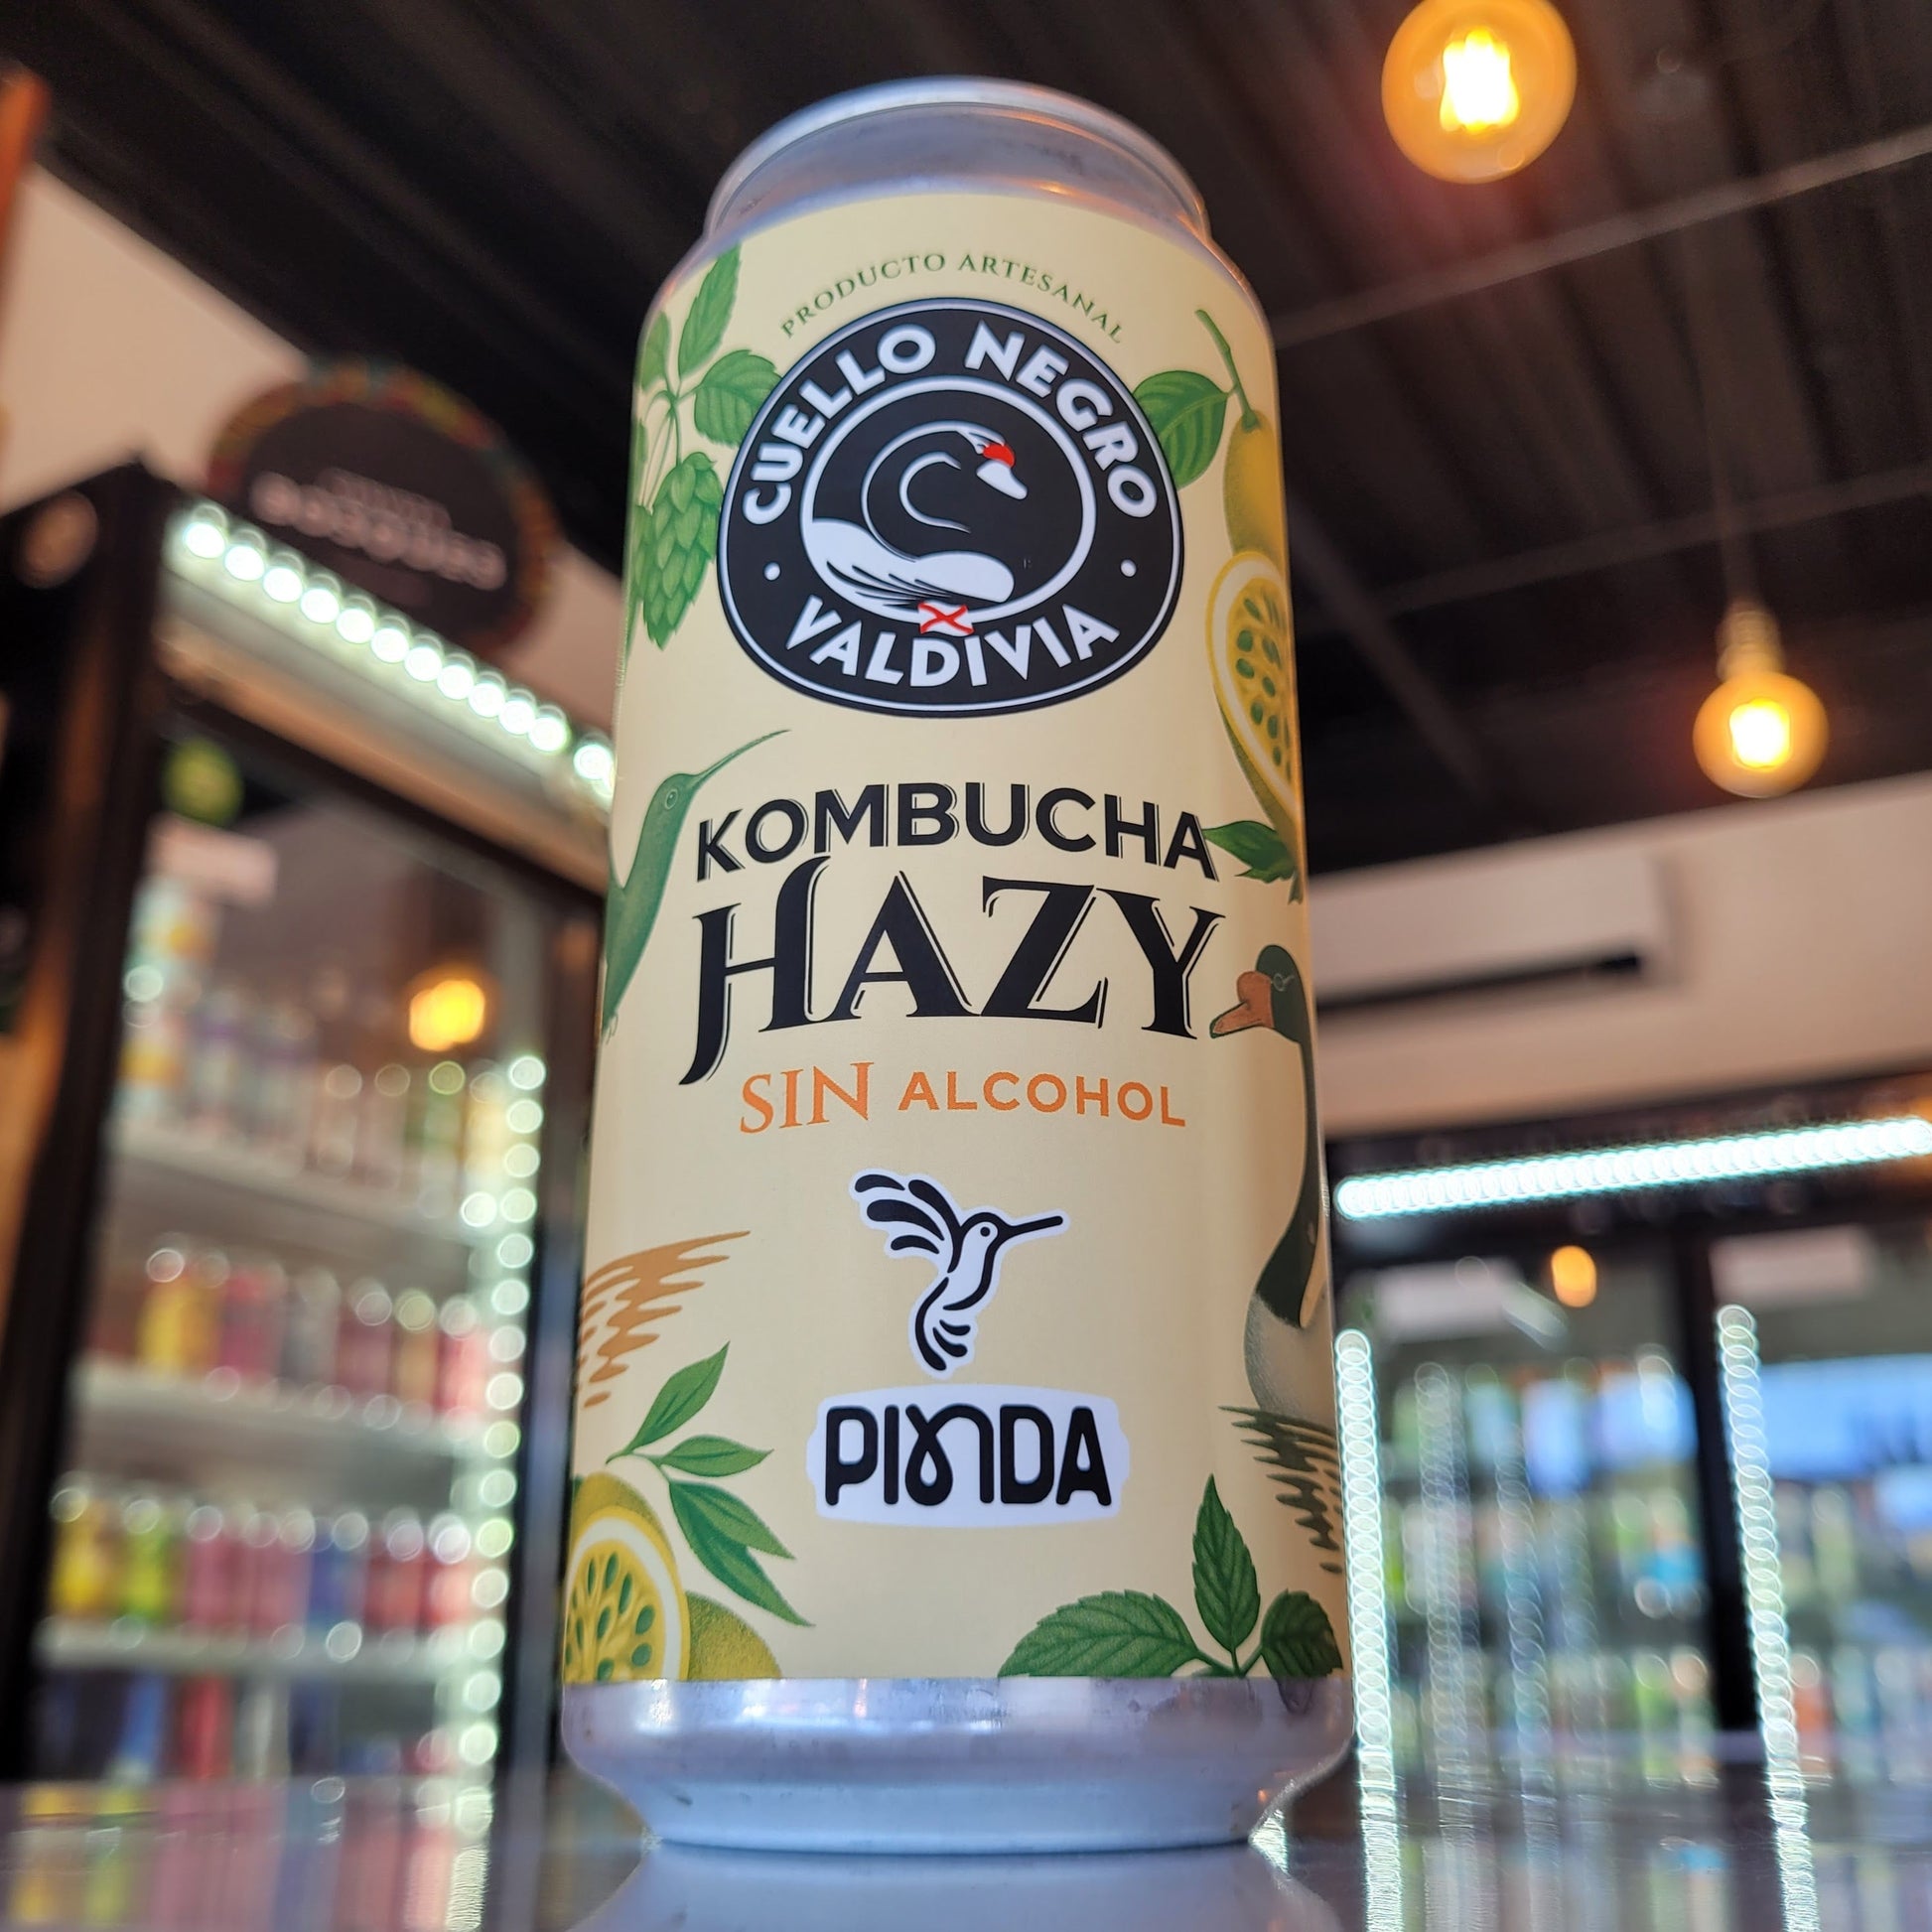 PRODUCTO ARTESANAL
CUELLO NEGRO
VALDIVIA
KOMBUCHA
HAZY
SIN ALCOHOL
PINDA